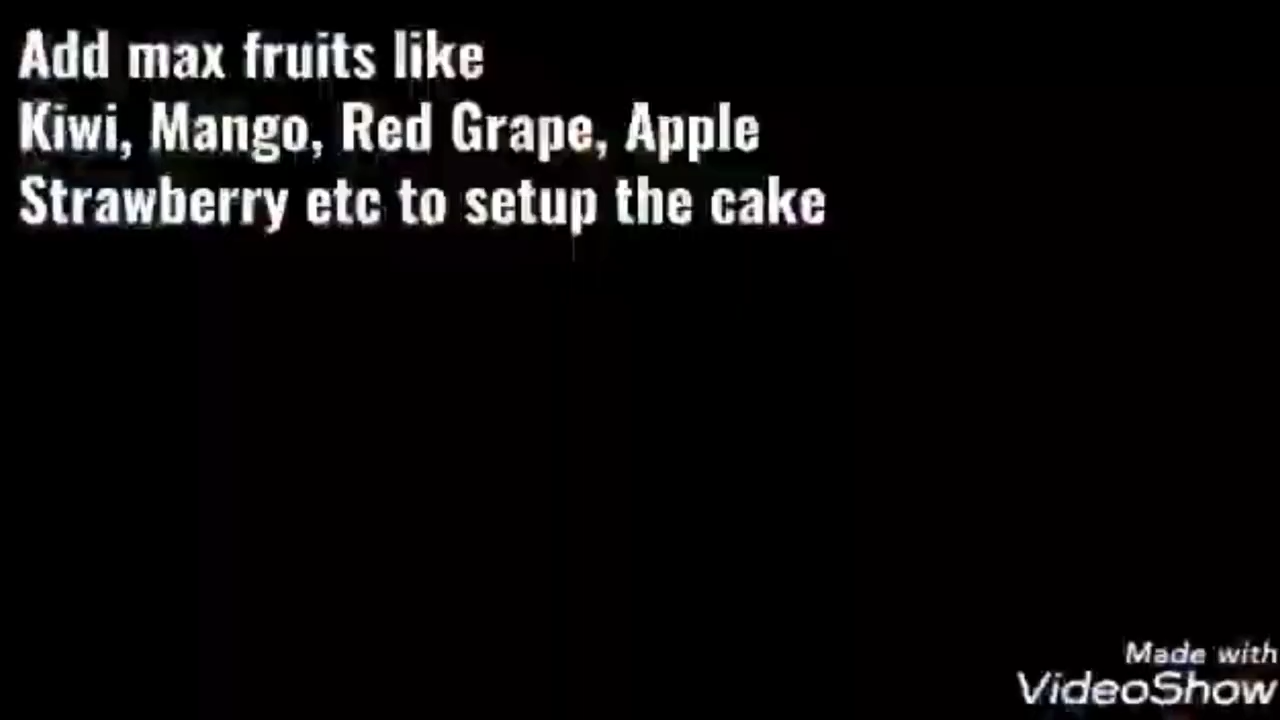 Add max fruits like
Kiwi, Mango, Red Grape, Apple
Strawberry etc to setup the cake
Made with
VideoShow